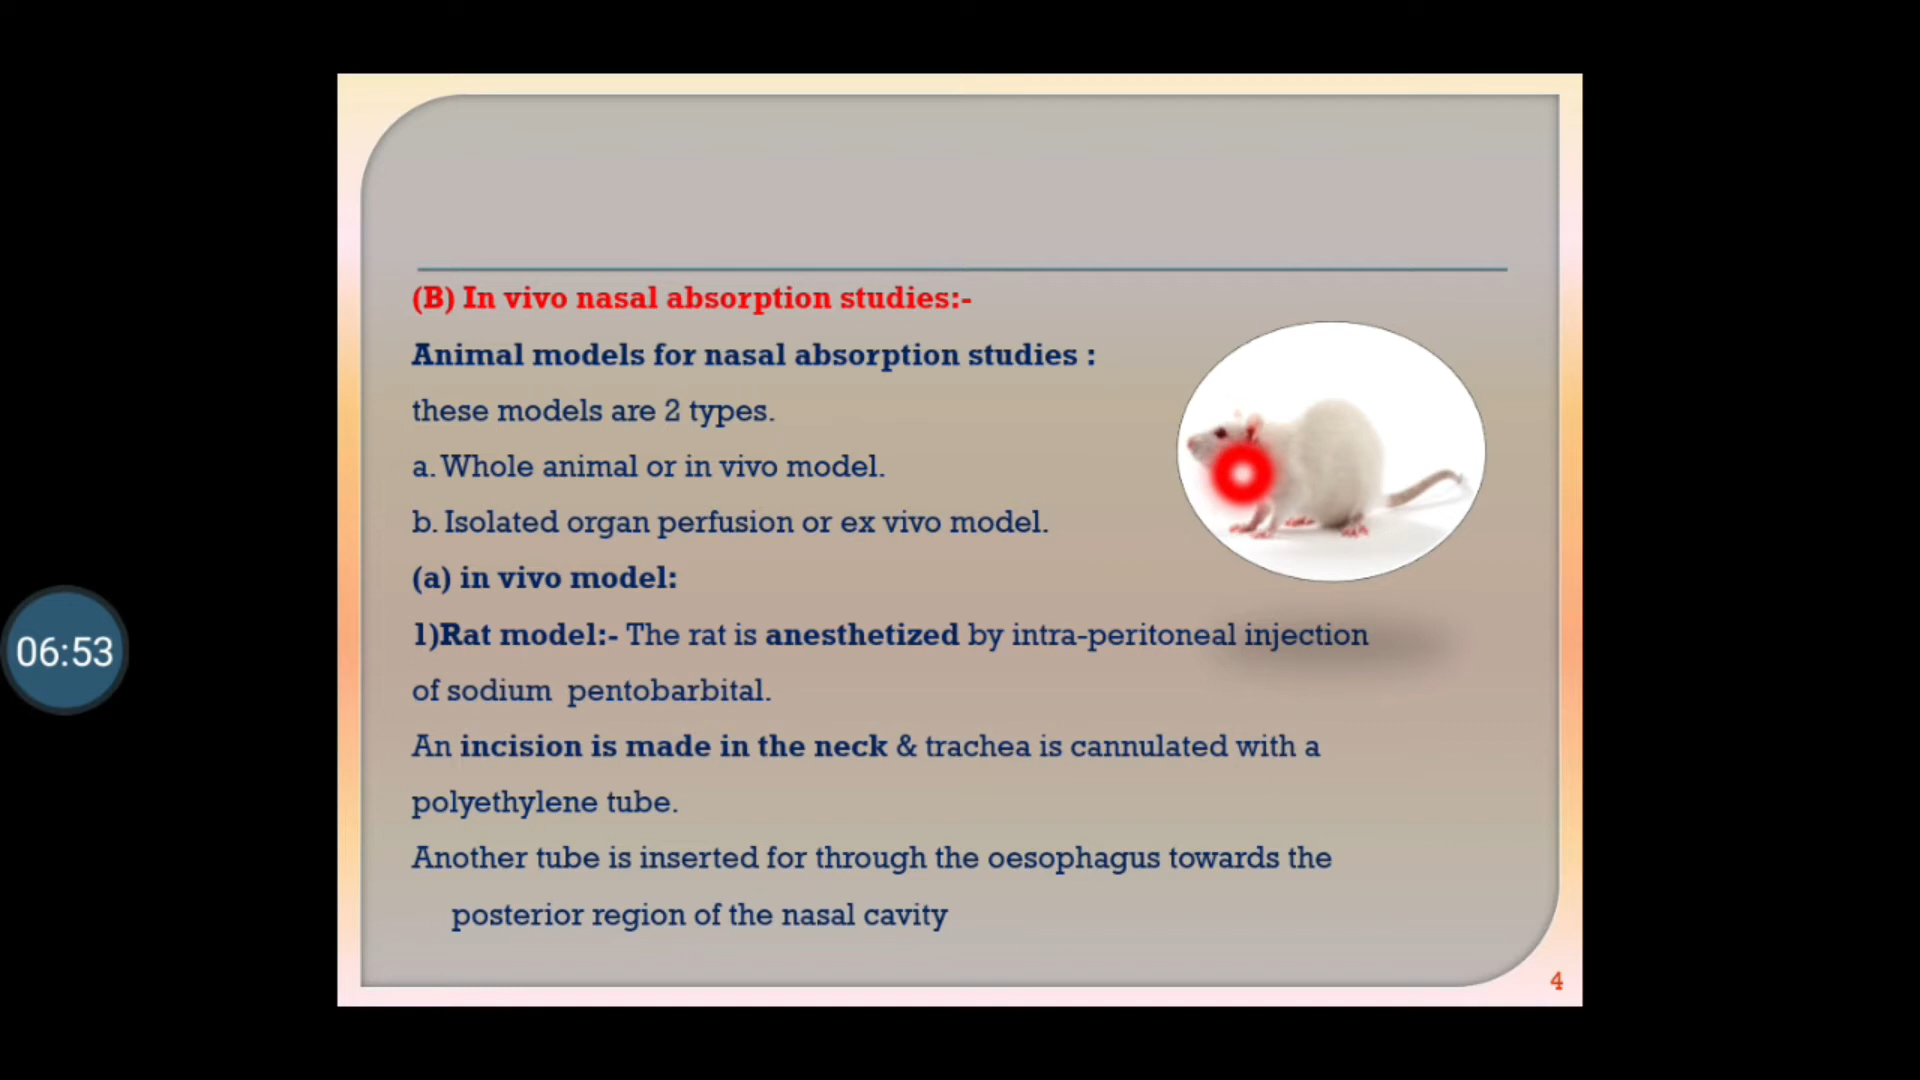 (B) In vivo nasal absorption studies:-
Animal models for nasal absorption studies :
these models are 2 types.
a. Whole animal or in vivo model.
b. Isolated organ perfusion or ex vivo model.
(a) in vivo model:
1)Rat model:- The rat is anesthetized by intra-peritoneal injection
of sodium pentobarbital.
An incision is made in the neck & trachea is cannulated with a
polyethylene tube.
Another tube is inserted for through the oesophagus towards the
posterior region of the nasal cavity
06:53
4